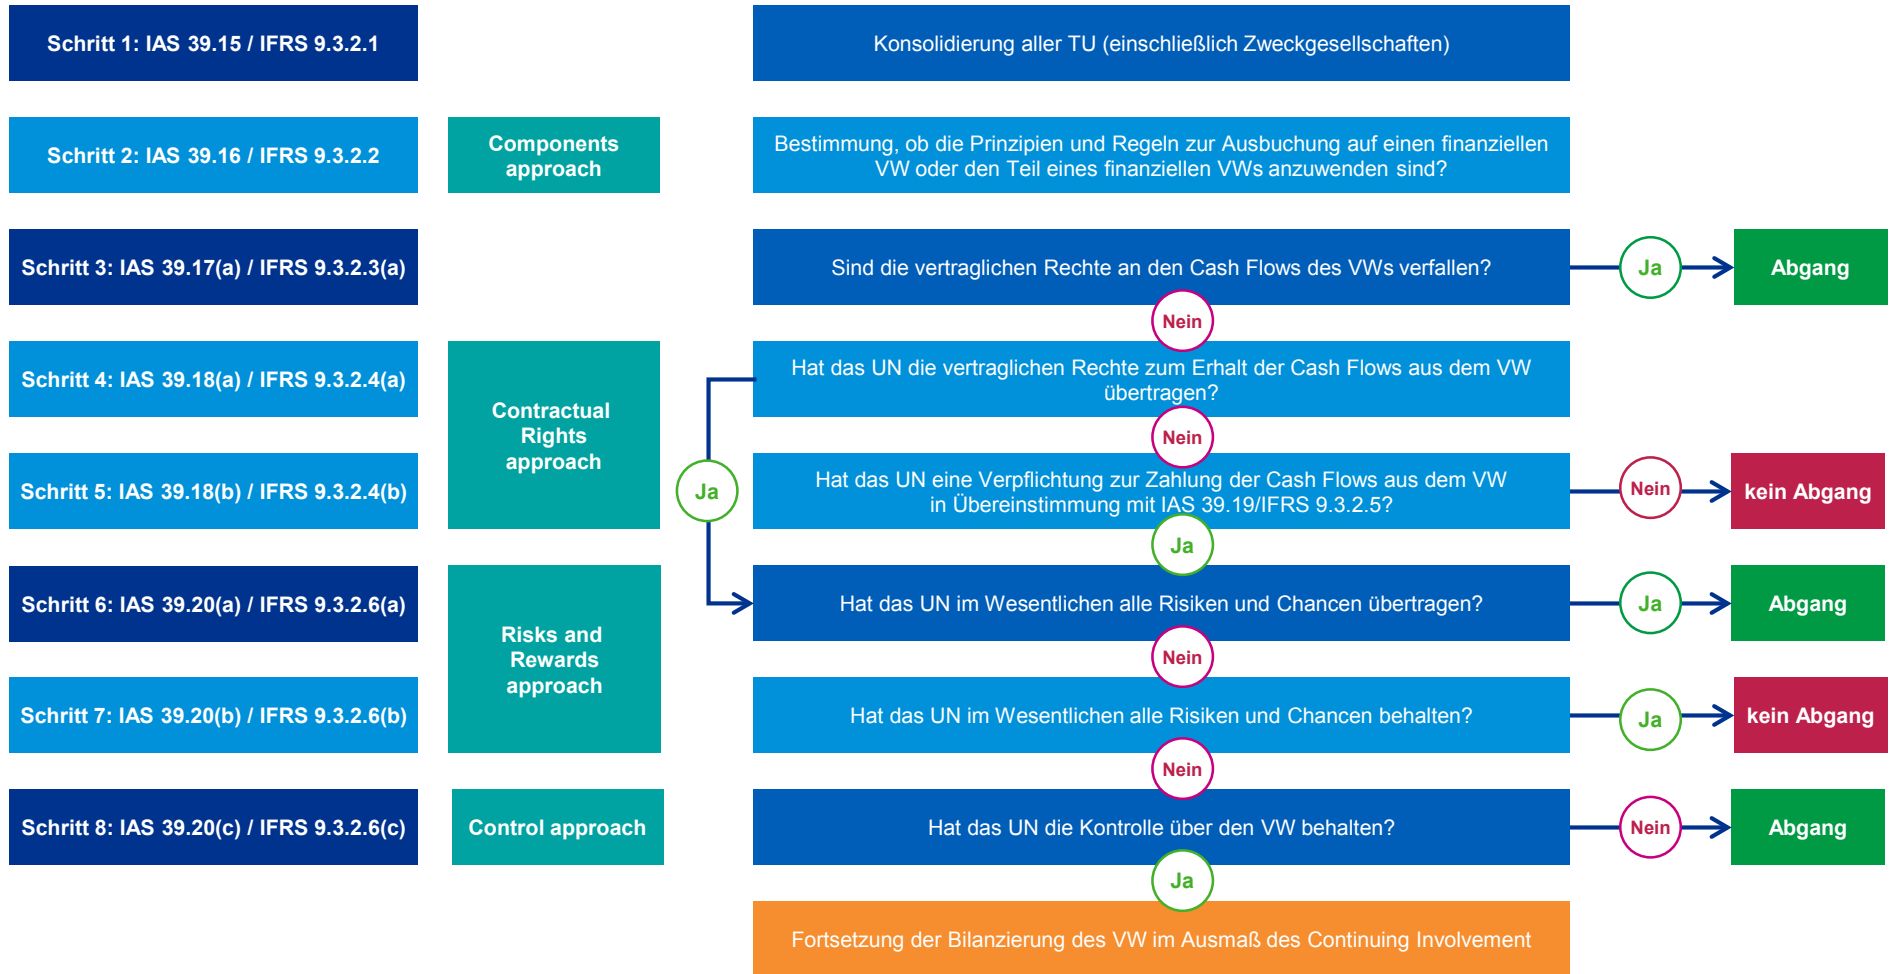 Schritt 1: IAS 39.15 / IFRS 9.3.2.1
Konsolidierung aller TU (einschließlich Zweckgesellschaften)
Schritt 2: IAS 39.16 / IFRS 9.3.2.2
Components
approach
Bestimmung, ob die Prinzipien und Regeln zur Ausbuchung auf einen finanziellen
VW oder den Teil eines finanziellen VWs anzuwenden sind?
Schritt 3: IAS 39.17(a) / IFRS 9.3.2.3(a)
Sind die vertraglichen Rechte an den Cash Flows des VWs verfallen?
Ja
Abgang
Nein
Schritt 4: IAS 39.18(a) / IFRS 9.3.2.4(a)
Contractual
Rights
approach
Hat das UN die vertraglichen Rechte zum Erhalt der Cash Flows aus dem VW
übertragen?
Nein
Ja
Schritt 5: IAS 39.18(b) / IFRS 9.3.2.4(b)
Hat das UN eine Verpflichtung zur Zahlung der Cash Flows aus dem VW
in Übereinstimmung mit IAS 39.19/IFRS 9.3.2.5?
Nein
kein Abgang
Ja
Schritt 6: IAS 39.20(a) / IFRS 9.3.2.6(a)
Risks and
Rewards
approach
Hat das UN im Wesentlichen alle Risiken und Chancen übertragen?
Ja
Abgang
Nein
Schritt 7: IAS 39.20(b) / IFRS 9.3.2.6(b)
Hat das UN im Wesentlichen alle Risiken und Chancen behalten?
Ja
kein Abgang
Nein
Schritt 8: IAS 39.20(c) / IFRS 9.3.2.6(c)
Control approach
Hat das UN die Kontrolle über den VW behalten?
Nein
Abgang
Ja
Fortsetzung der Bilanzierung des VW im Ausmaß des Continuing Involvement